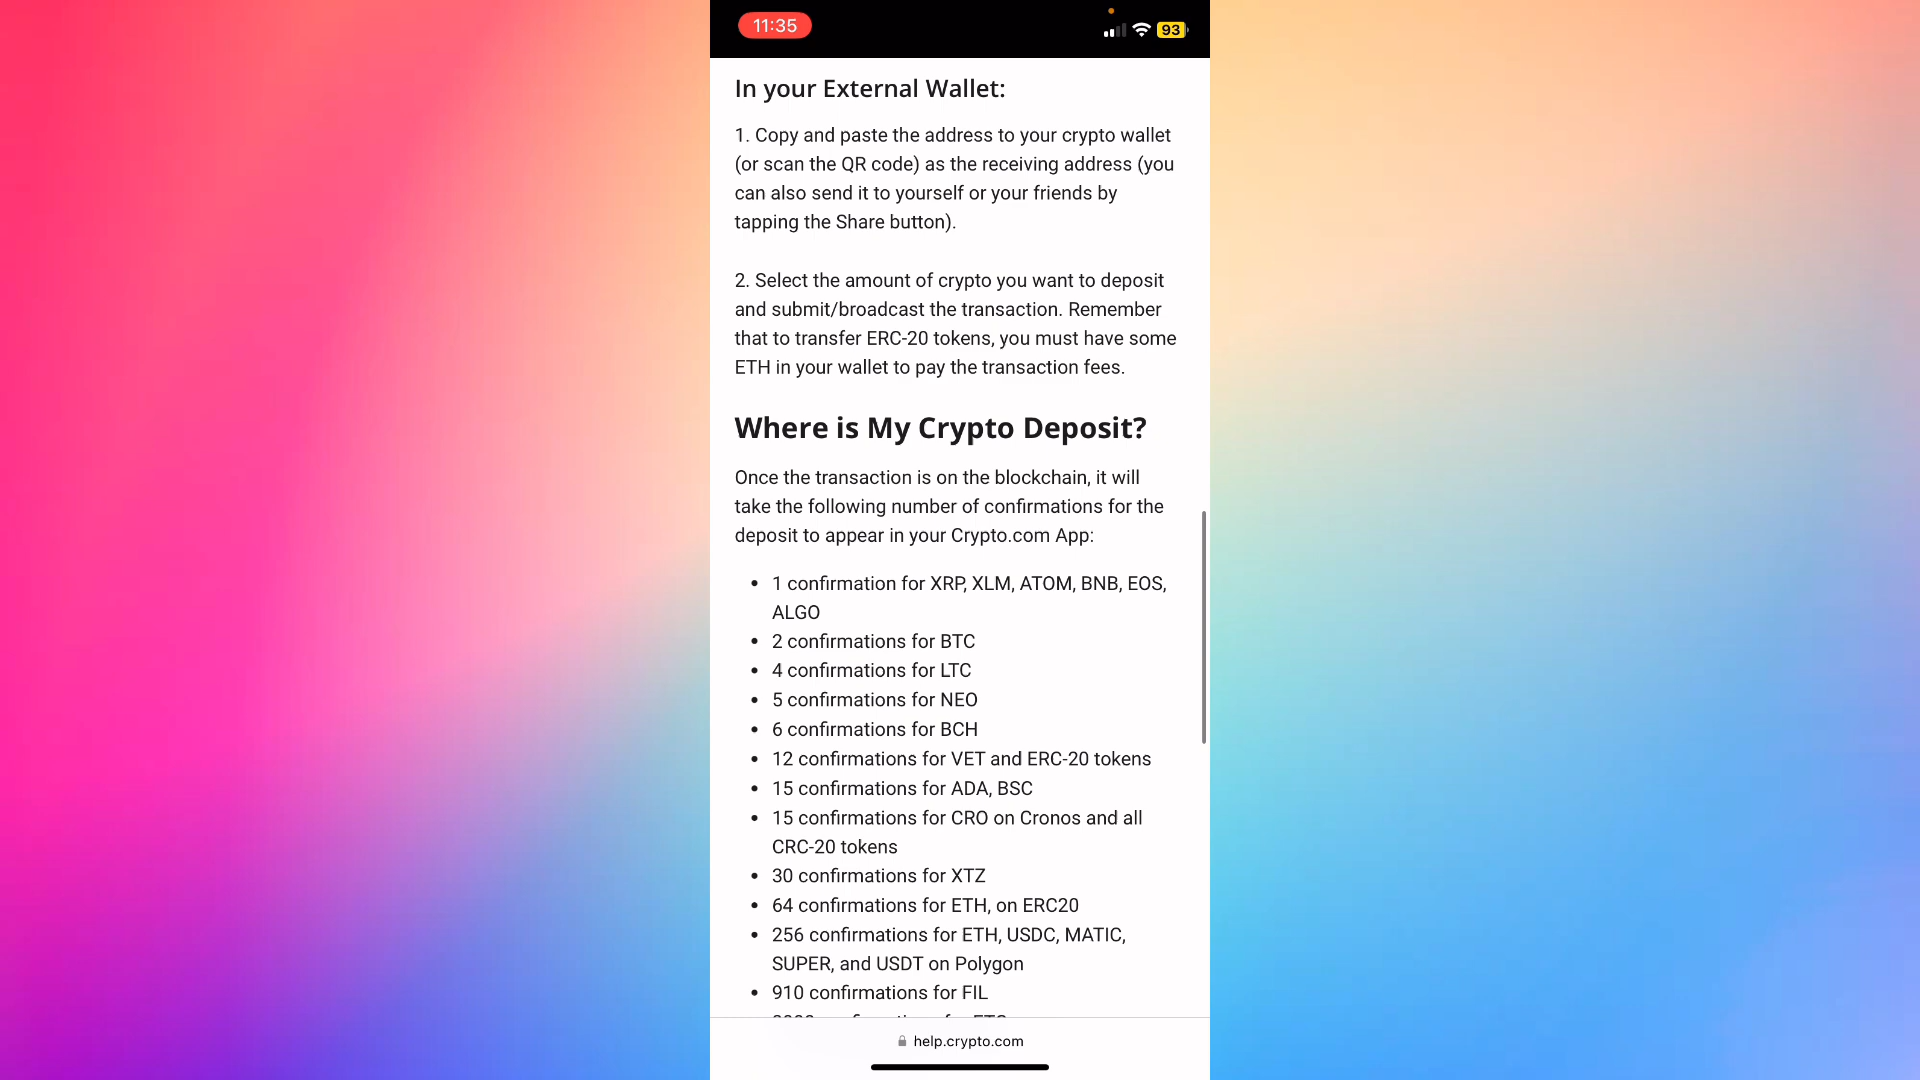 11:35
93
In your External Wallet:
1. Copy and paste the address to your crypto wallet
(or scan the QR code) as the receiving address (you
can also send it to yourself or your friends by
tapping the Share button).
2. Select the amount of crypto you want to deposit
and submit/broadcast the transaction. Remember
that to transfer ERC-20 tokens, you must have some
ETH in your wallet to pay the transaction fees.
Where is My Crypto Deposit?
Once the transaction is on the blockchain, it will
take the following number of confirmations for the
deposit to appear in your Crypto.com App:
• 1 confirmation for XRP, XLM, ATOM, BNB, EOS,
ALGO
• 2 confirmations for BTC
• 4 confirmations for LTC
• 5 confirmations for NEO
• 6 confirmations for BCH
• 12 confirmations for VET and ERC-20 tokens
• 15 confirmations for ADA, BSC
• 15 confirmations for CRO on Cronos and all
CRC-20 tokens
• 30 confirmations for XTZ
• 64 confirmations for ETH, on ERC20
• 256 confirmations for ETH, USDC, MATIC,
SUPER, and USDT on Polygon
• 910 confirmations for FIL
help.crypto.com